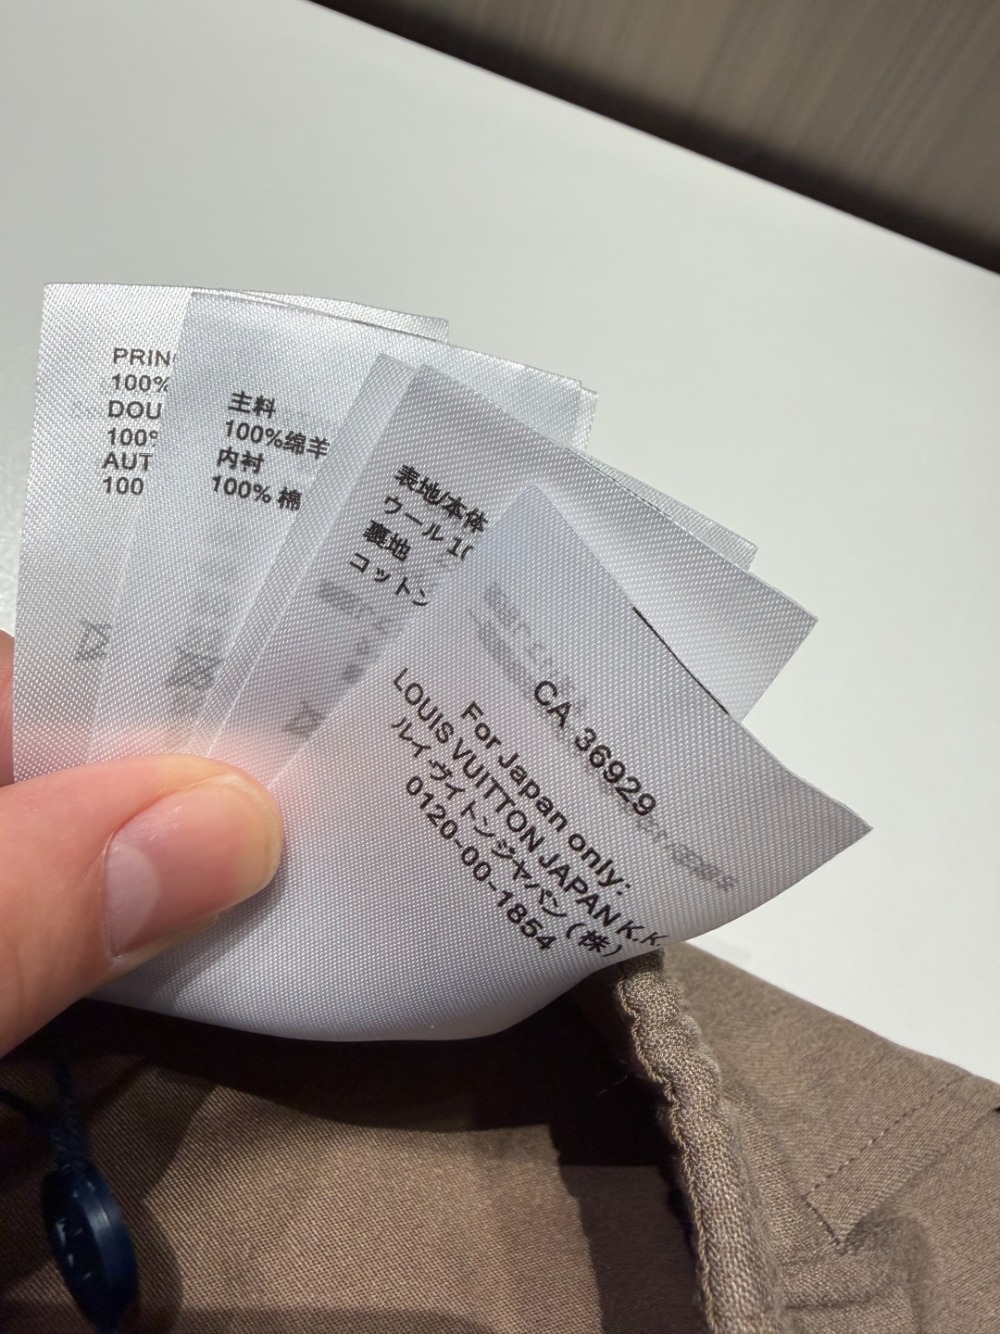 PRIN
100%
DOU
100%
AUT
100
主料
100%绵羊
内衬
100% 棉
表地/本体
ウール 10
裏地
コットン
CA 36929
For Japan only:
LOUIS VUITTON JAPAN K.K.
ルイ ヴィトンジャパン（株）
0120-00-1854